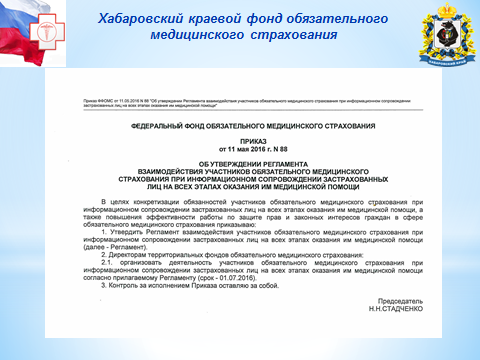 Хабаровский краевой фонд обязательного
медицинского страхования
ХАБАРОВСКИЙ КРАЙ
Приказ ФФОМС от 11.05.2016 N 88 "Об утверждении Регламента взаимодействия участников обязательного медицинского страхования при информационном сопровождении
застрахованных лиц на всех этапах оказания им медицинской помощи"
ФЕДЕРАЛЬНЫЙ ФОНД ОБЯЗАТЕЛЬНОГО МЕДИЦИНСКОГО СТРАХОВАНИЯ
ПРИКАЗ
от 11 мая 2016 г. N 88
ОБ УТВЕРЖДЕНИИ РЕГЛАМЕНТА
ВЗАИМОДЕЙСТВИЯ УЧАСТНИКОВ ОБЯЗАТЕЛЬНОГО МЕДИЦИНСКОГО
СТРАХОВАНИЯ ПРИ ИНФОРМАЦИОННОМ СОПРОВОЖДЕНИИ ЗАСТРАХОВАННЫХ
ЛИЦ НА ВСЕХ ЭТАПАХ ОКАЗАНИЯ ИМ МЕДИЦИНСКОЙ ПОМОЩИ
В целях конкретизации обязанностей участников обязательного медицинского страхования при
информационном сопровождении застрахованных лиц на всех этапах оказания им медицинской помощи,
а также повышения эффективности работы по защите прав и законных интересов граждан в сфере
обязательного медицинского страхования приказываю:
1. Утвердить Регламент взаимодействия участников обязательного медицинского страхования при
информационном сопровождении застрахованных лиц на всех этапах оказания им медицинской помощи
(далее - Регламент).
2. Директорам территориальных фондов обязательного медицинского страхования:
2.1. организовать деятельность участников обязательного медицинского страхования при
информационном сопровождении застрахованных лиц на всех этапах оказания им медицинской помощи
согласно прилагаемому Регламенту (срок - 01.07.2016).
3. Контроль за исполнением Приказа оставляю за собой.
Председатель
Н.Н.СТАДЧЕНКО